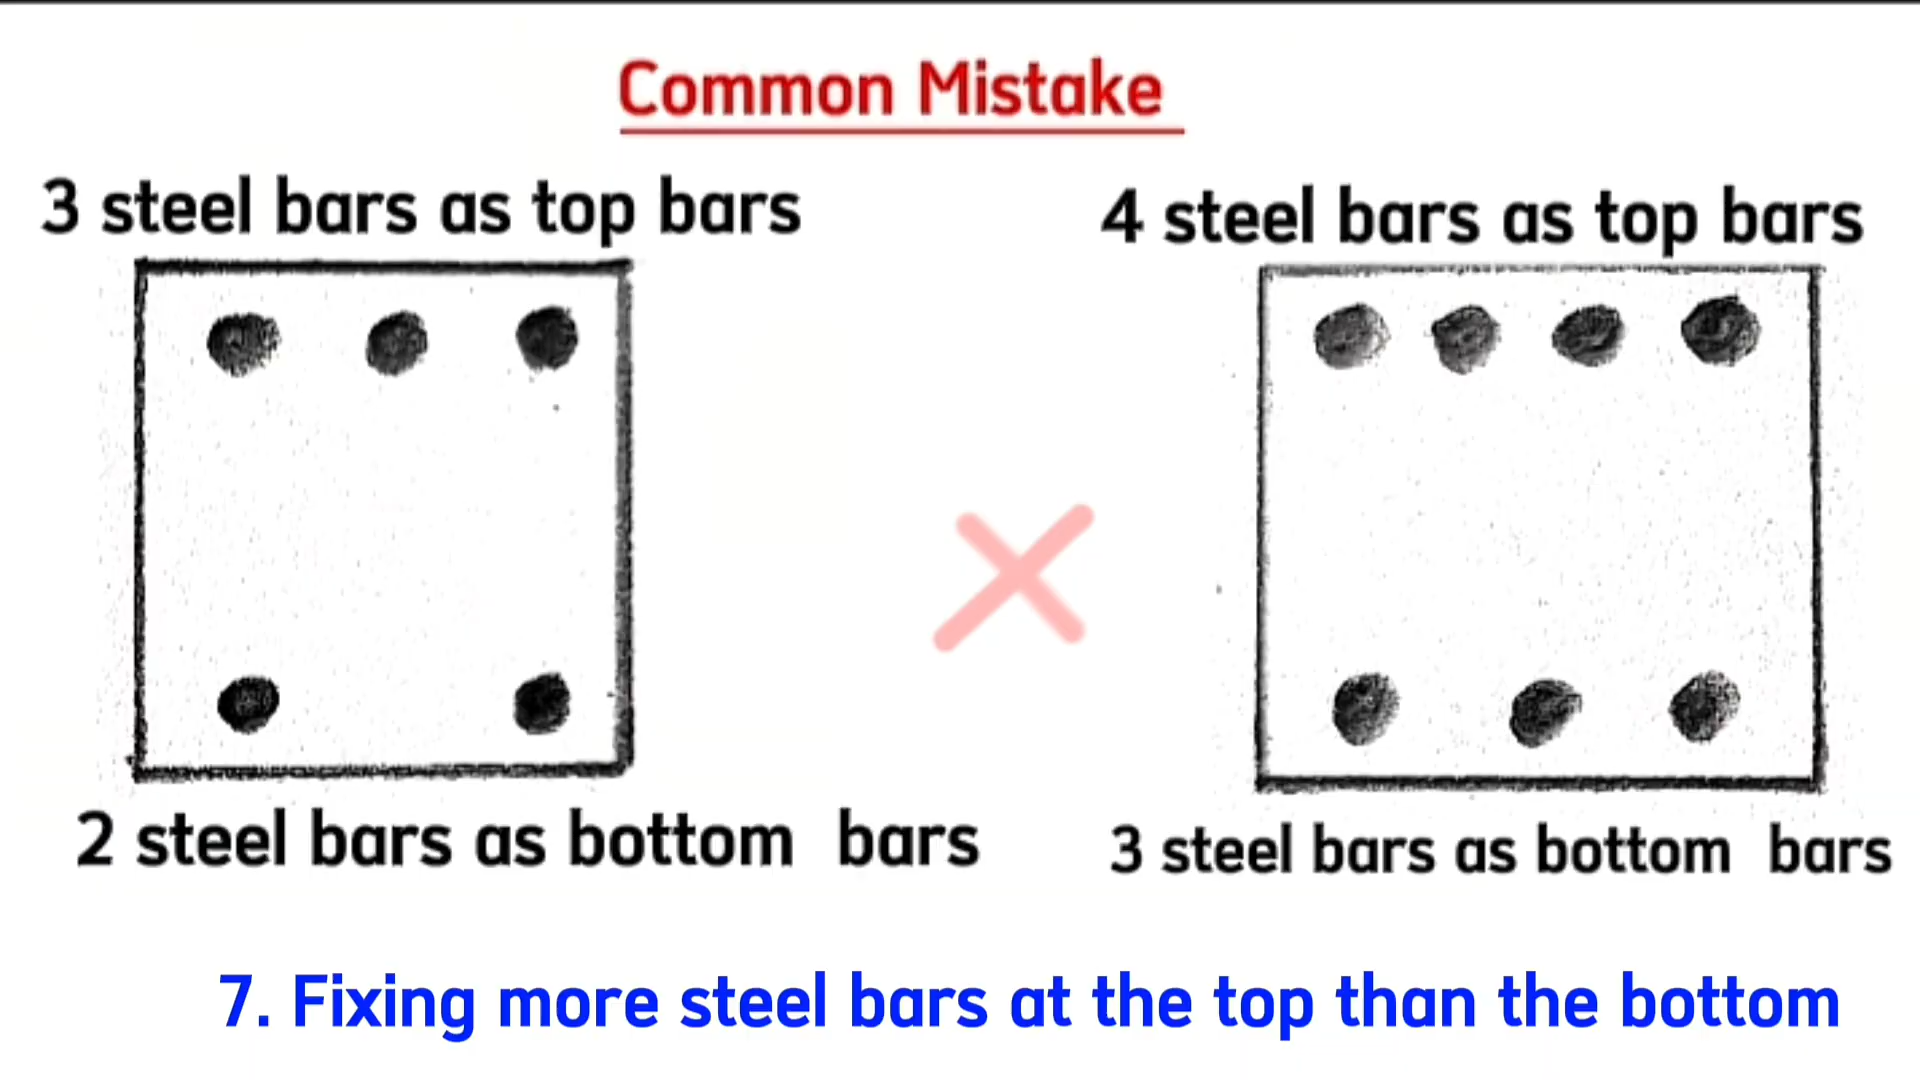 Common Mistake
3 steel bars as top bars
4 steel bars as top bars
2 steel bars as bottom bars
3 steel bars as bottom bars
7. Fixing more steel bars at the top than the bottom